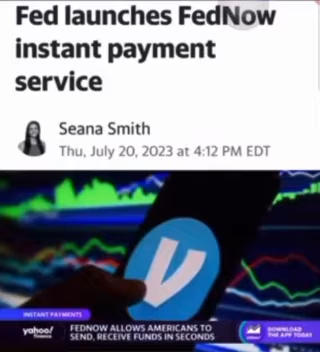 Fed launches FedNow
instant payment
service
Seana Smith
Thu, July 20, 2023 at 4:12 PM EDT
INSTANT PAYMENTS
yahoo!
finance
FEDNOW ALLOWS AMERICANS TO
SEND, RECEIVE FUNDS IN SECONDS
DOWNLOAD
THE APP TODAY